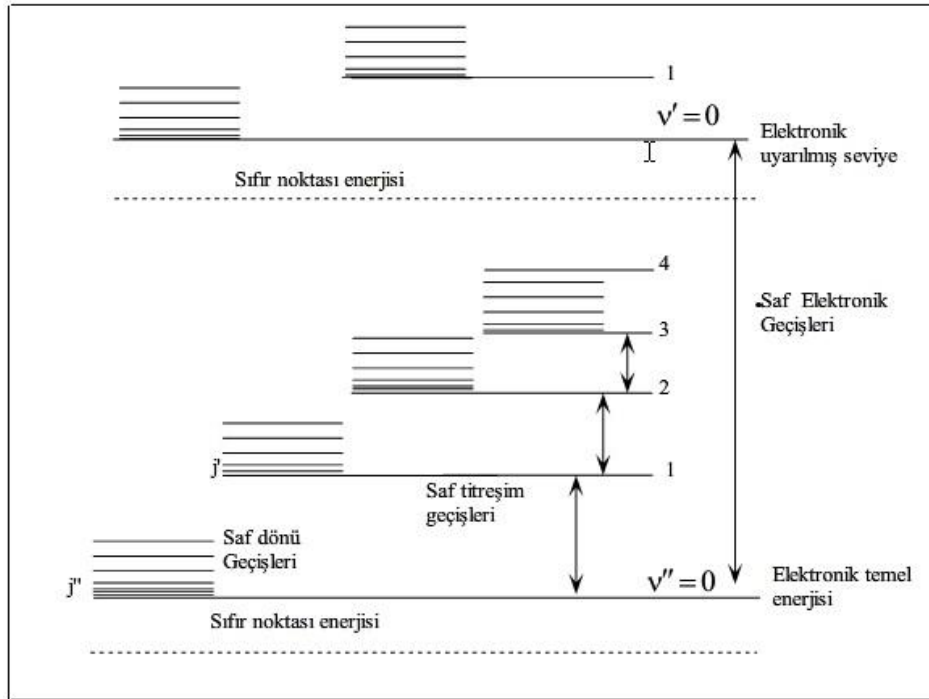 1
ν′ = 0
Elektronik
uyarılmış seviye
Sıfır noktası enerjisi
4
Saf Elektronik
Geçişleri
3
2
j'
1
Saf titreşim
geçişleri
Saf dönü
Geçişleri
j''
ν″ = 0
Elektronik temel
enerjisi
Sıfır noktası enerjisi